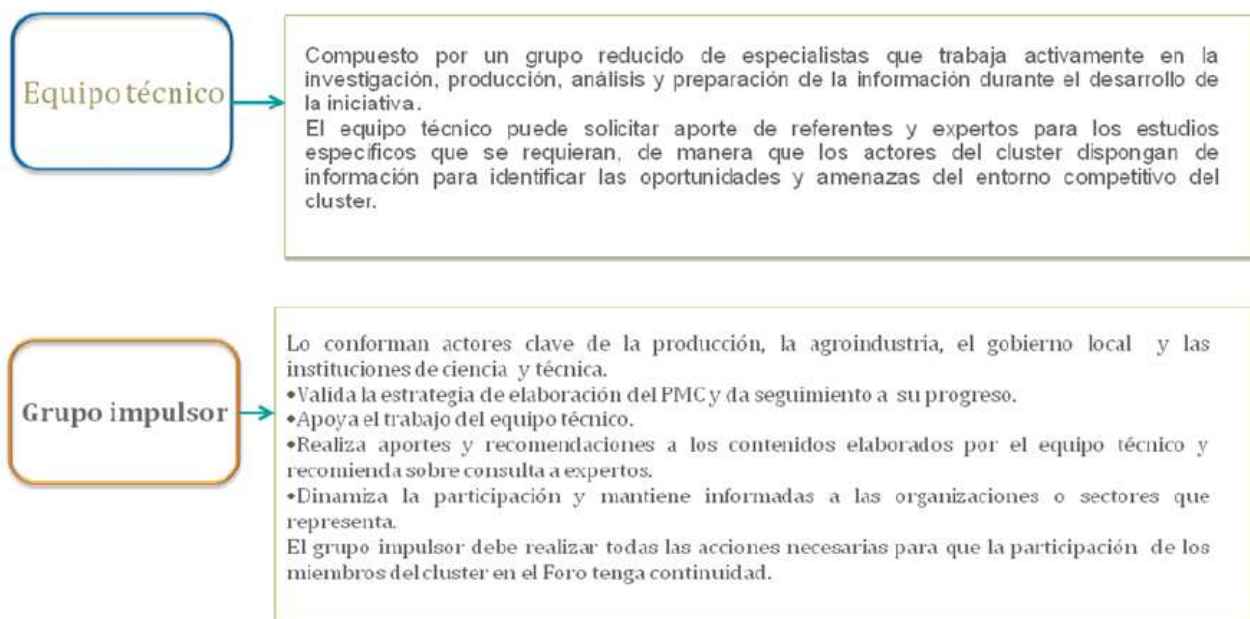 Equipo técnico
Compuesto por un grupo reducido de especialistas que trabaja activamente en la
investigación, producción, análisis y preparación de la información durante el desarrollo de
la iniciativa.
El equipo técnico puede solicitar aporte de referentes y expertos para los estudios
específicos que se requieran, de manera que los actores del cluster dispongan de
información para identificar las oportunidades y amenazas del entorno competitivo del
cluster.
Grupo impulsor
Lo conforman actores clave de la producción, la agroindustria, el gobierno local y las
instituciones de ciencia y técnica.
•Valida la estrategia de elaboración del PMC y da seguimiento a su progreso.
•Apoya el trabajo del equipo técnico.
•Realiza aportes y recomendaciones a los contenidos elaborados por el equipo técnico y
recomienda sobre consulta a expertos.
•Dinamiza la participación y mantiene informadas a las organizaciones o sectores que
representa.
El grupo impulsor debe realizar todas las acciones necesarias para que la participación de los
miembros del cluster en el Foro tenga continuidad.